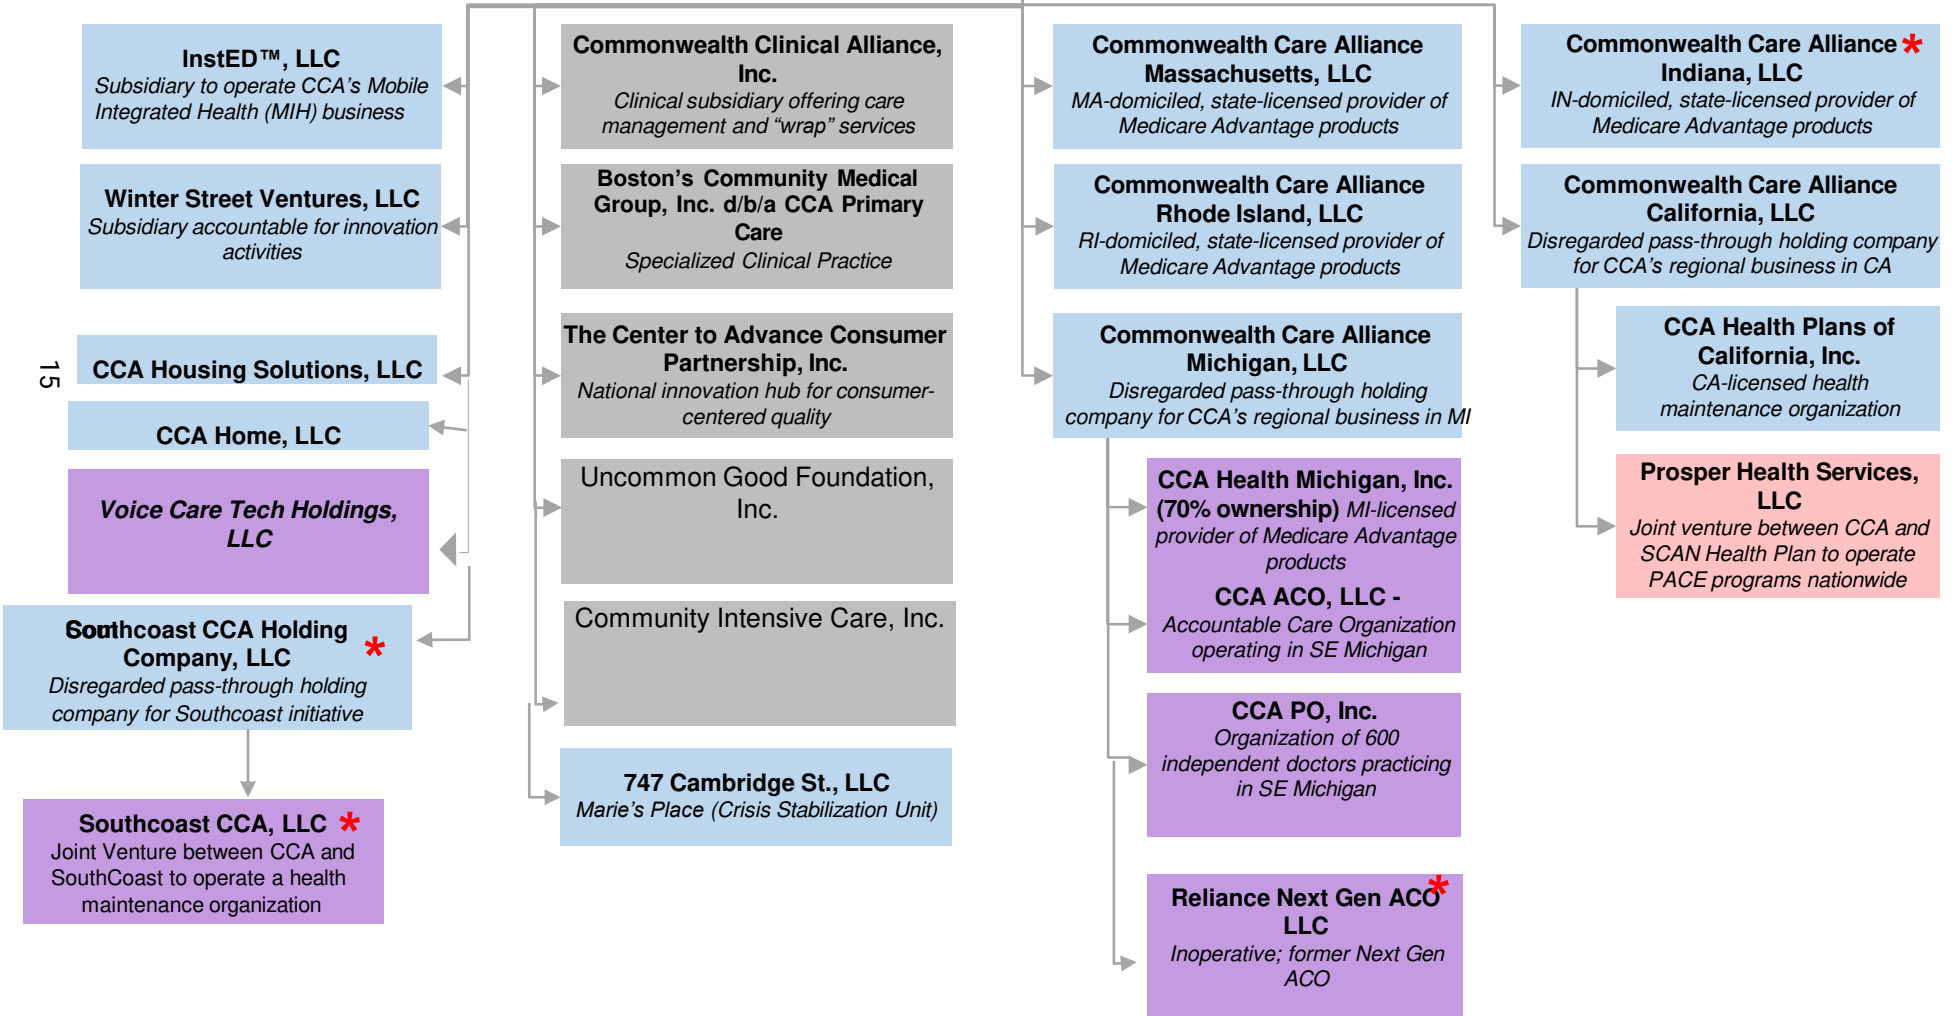 InstED™, LLC
Subsidiary to operate CCA's Mobile
Integrated Health (MIH) business
Winter Street Ventures, LLC
Subsidiary accountable for innovation
activities
CCA Housing Solutions, LLC
CCA Home, LLC
Voice Care Tech Holdings,
LLC
Southcoast CCA Holding
Company, LLC *
Disregarded pass-through holding
company for Southcoast initiative
Southcoast CCA, LLC *
Joint Venture between CCA and
SouthCoast to operate a health
maintenance organization
15
Commonwealth Clinical Alliance,
Inc.
Clinical subsidiary offering care
management and “wrap” services
Boston's Community Medical
Group, Inc. d/b/a CCA Primary
Care
Specialized Clinical Practice
The Center to Advance Consumer
Partnership, Inc.
National innovation hub for consumer-
centered quality
Uncommon Good Foundation,
Inc.
Community Intensive Care, Inc.
747 Cambridge St., LLC
Marie's Place (Crisis Stabilization Unit)
Commonwealth Care Alliance
Massachusetts, LLC
MA-domiciled, state-licensed provider of
Medicare Advantage products
Commonwealth Care Alliance
Rhode Island, LLC
RI-domiciled, state-licensed provider of
Medicare Advantage products
Commonwealth Care Alliance
Michigan, LLC
Disregarded pass-through holding
company for CCA's regional business in MI
CCA Health Michigan, Inc.
(70% ownership) MI-licensed
provider of Medicare Advantage
products
CCA ACO, LLC -
Accountable Care Organization
operating in SE Michigan
CCA PO, Inc.
Organization of 600
independent doctors practicing
in SE Michigan
Reliance Next Gen ACO *
LLC
Inoperative; former Next Gen
ACO
Commonwealth Care Alliance *
Indiana, LLC
IN-domiciled, state-licensed provider of
Medicare Advantage products
Commonwealth Care Alliance
California, LLC
Disregarded pass-through holding company
for CCA's regional business in CA
CCA Health Plans of
California, Inc.
CA-licensed health
maintenance organization
Prosper Health Services,
LLC
Joint venture between CCA and
SCAN Health Plan to operate
PACE programs nationwide